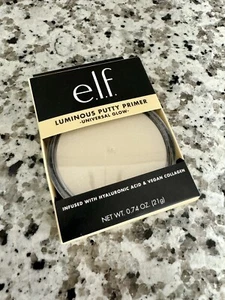 e.l.f.
LUMINOUS PUTTY PRIMER
-UNIVERSAL GLOW-
INFUSED WITH HYALURONIC ACID & VEGAN COLLAGEN
NET WT. 0.74 OZ. (21g)